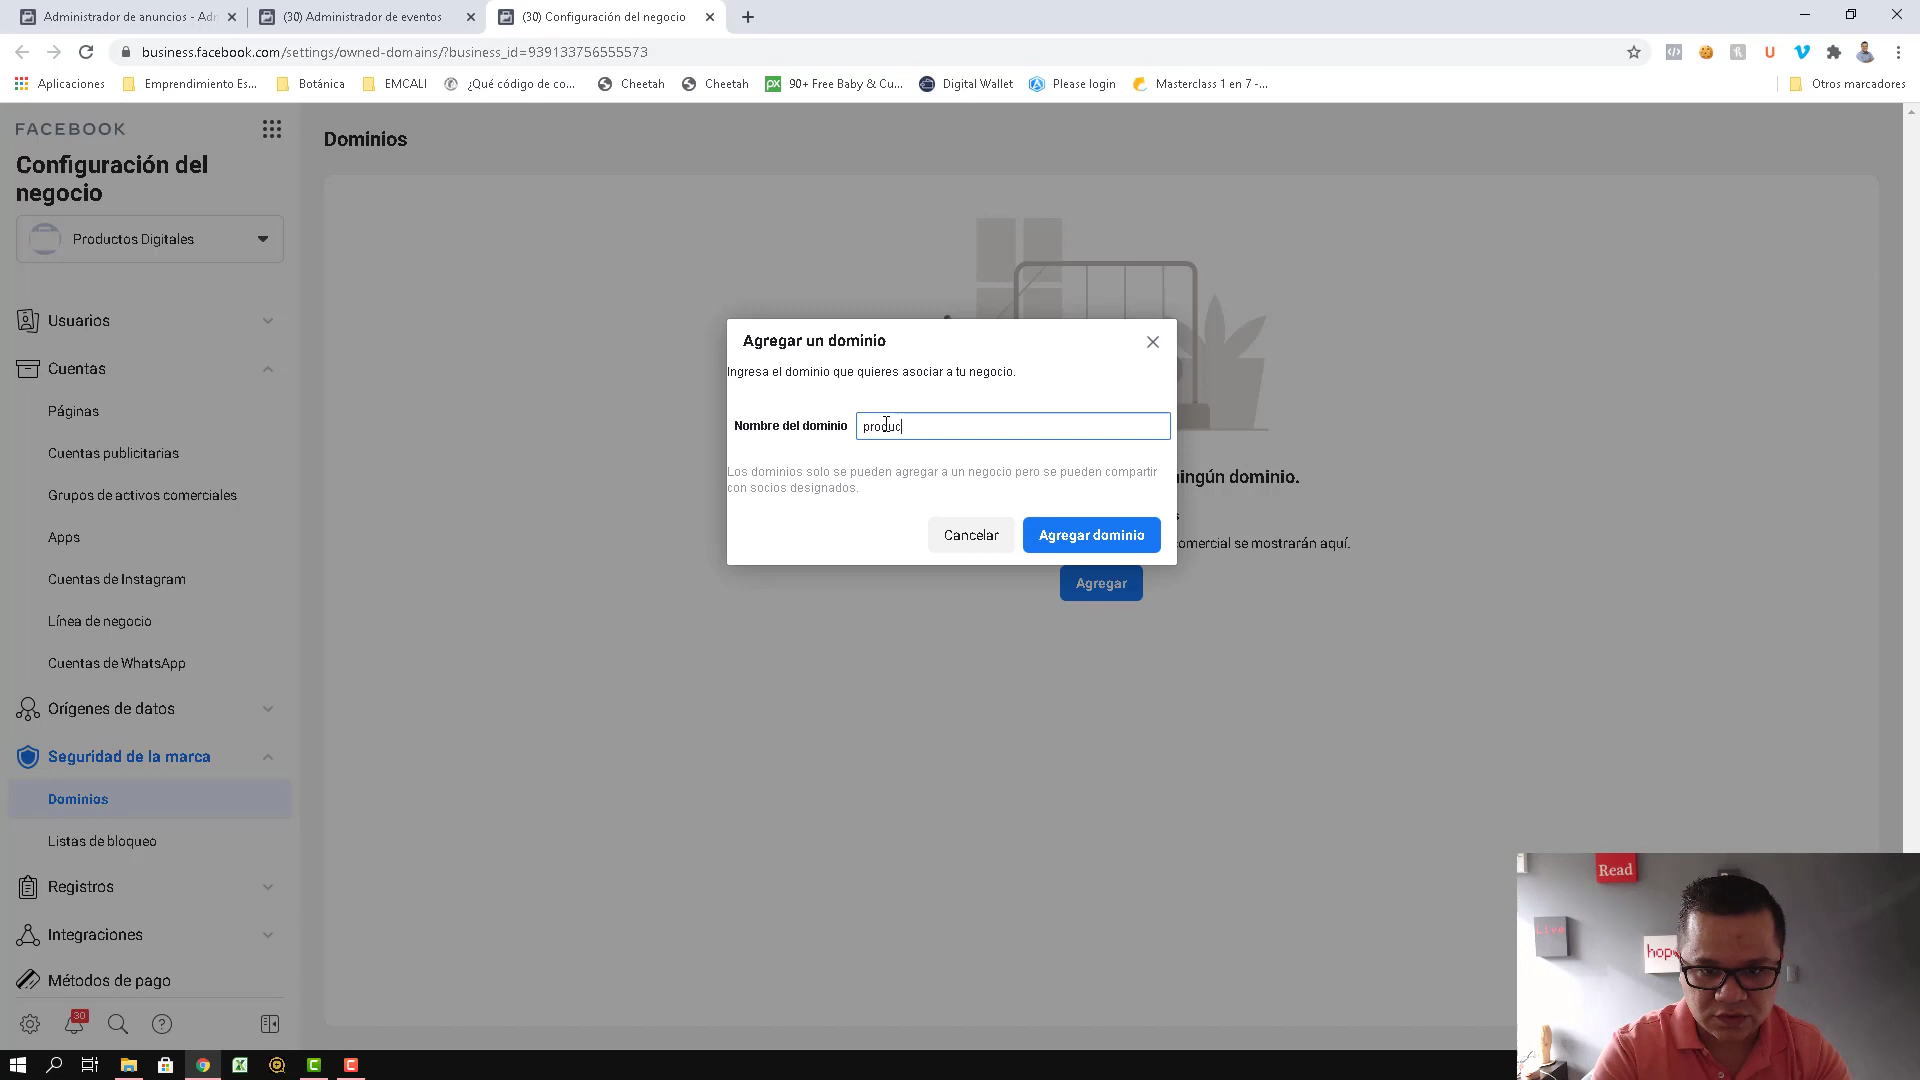 Administrador de anuncios - Adn
(30) Administrador de eventos
(30) Configuración del negocio
business.facebook.com/settings/owned-domains/?business_id=939133756555573
Aplicaciones
Emprendimiento Es...
Botánica
EMCALI
¿Qué código de co...
Cheetah
Cheetah
90+ Free Baby & Cu...
Digital Wallet
Please login
Masterclass 1 en 7 -...
Otros marcadores
FACEBOOK
Configuración del
negocio
Productos Digitales
Usuarios
Cuentas
Páginas
Cuentas publicitarias
Grupos de activos comerciales
Apps
Cuentas de Instagram
Línea de negocio
Cuentas de WhatsApp
Orígenes de datos
Seguridad de la marca
Dominios
Listas de bloqueo
Registros
Integraciones
Métodos de pago
30
Dominios
Agregar un dominio
Ingresa el dominio que quieres asociar a tu negocio.
Nombre del dominio
produc
Los dominios solo se pueden agregar a un negocio pero se pueden compartir
con socios designados.
Cancelar
Agregar dominio
ningún dominio.
comercial se mostrarán aquí.
Agregar
Read
Live
hop